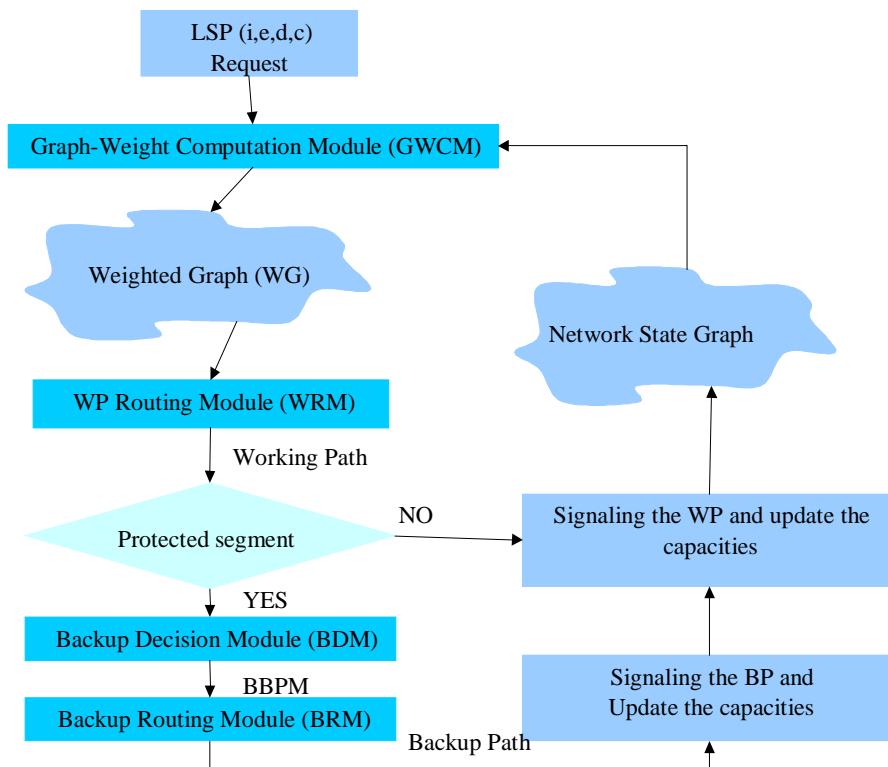 LSP (i,e,d,c)
Request
Graph-Weight Computation Module (GWCM)
Weighted Graph (WG)
Network State Graph
WP Routing Module (WRM)
Working Path
NO
Protected segment
Signaling the WP and update the
capacities
YES
Backup Decision Module (BDM)
BBPM
Backup Routing Module (BRM)
Signaling the BP and
Update the capacities
Backup Path